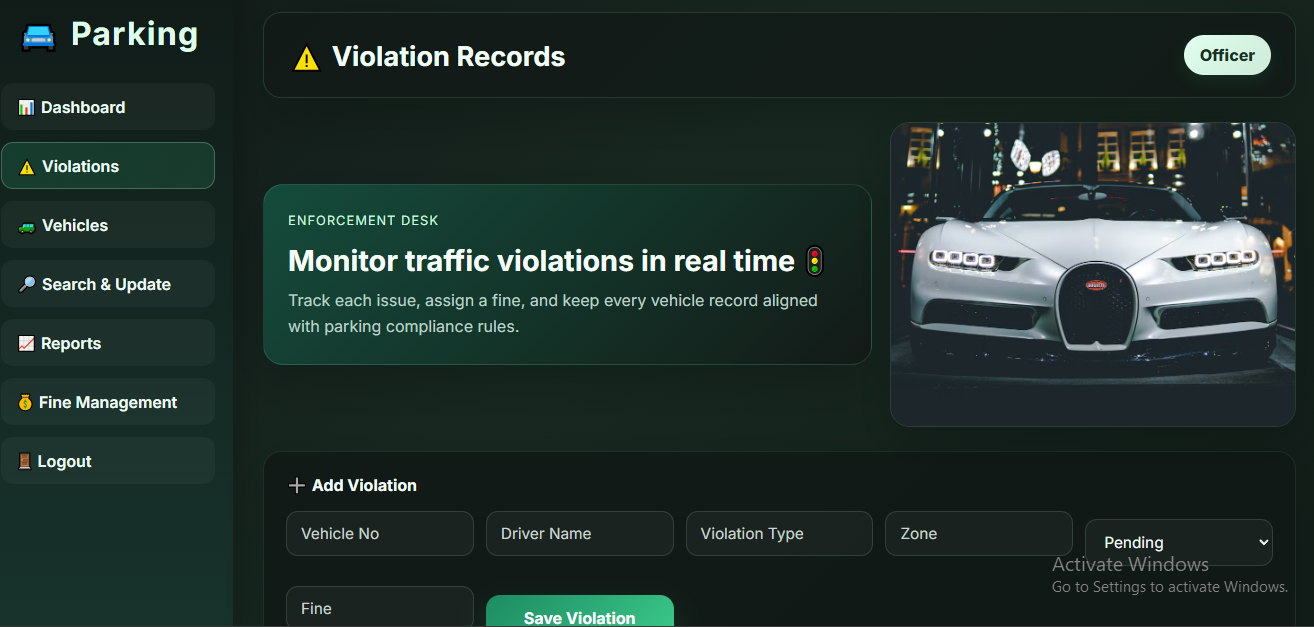 Parking
Dashboard
Violations
Vehicles
Search & Update
Reports
Fine Management
Logout
Violation Records
Officer
ENFORCEMENT DESK
Monitor traffic violations in real time
Track each issue, assign a fine, and keep every vehicle record aligned
with parking compliance rules.
Add Violation
Vehicle No
Driver Name
Violation Type
Zone
Pending
Fine
Save Violation
Activate Windows
Go to Settings to activate Windows.